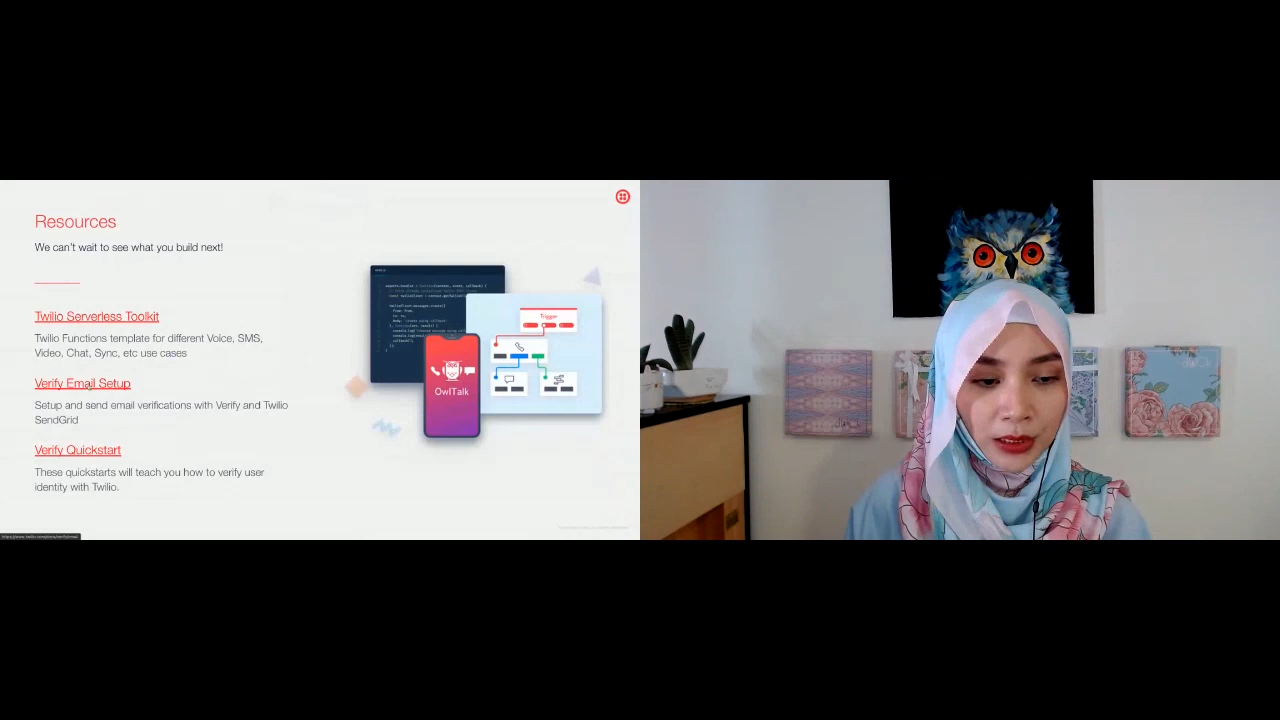 Resources
We can't wait to see what you build next!
Twilio Serverless Toolkit
Twilio Functions template for different Voice, SMS,
Video, Chat, Sync, etc use cases
Verify Email Setup
Setup and send email verifications with Verify and Twilio
SendGrid
Verify Quickstart
These quickstarts will teach you how to verify user
identity with Twilio.
Trigger
OwlTalk